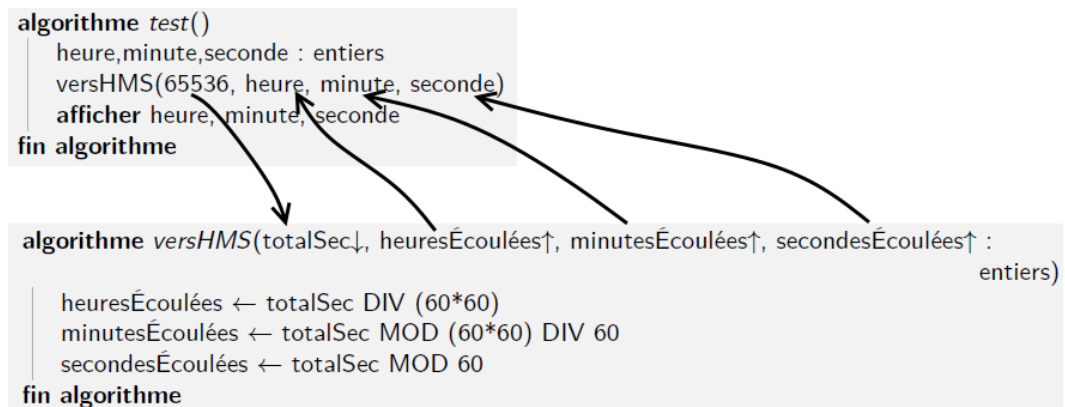 algorithme test()
heure,minute,seconde : entiers
versHMS(65536, heure, minute, seconde)
afficher heure, minute, seconde
fin algorithme
algorithme versHMS(totalSec↓, heuresÉcoulées↑, minutesÉcoulées↑, secondesÉcoulées↑ :
entiers)
heuresÉcoulées ← totalSec DIV (60*60)
minutesÉcoulées ← totalSec MOD (60*60) DIV 60
secondesÉcoulées ← totalSec MOD 60
fin algorithme